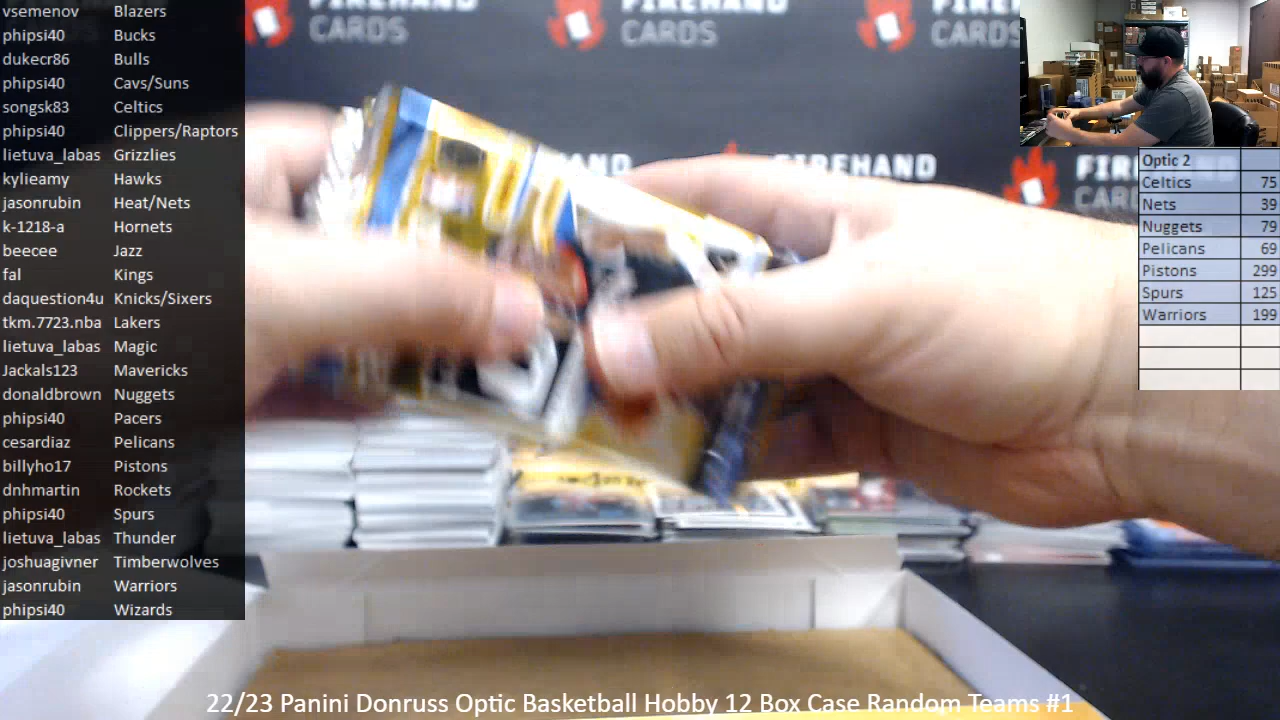 vsemenov Blazers
phipsi40 Bucks
dukecr86 Bulls
phipsi40 Cavs/Suns
songsk83 Celtics
phipsi40 Clippers/Raptors
lietuva_labas Grizzlies
kylieamy Hawks
jasonrubin Heat/Nets
k-1218-a Hornets
beecee Jazz
fal Kings
daquestion4u Knicks/Sixers
tkm.7723.nba Lakers
lietuva_labas Magic
Jackals123 Mavericks
donaldbrown Nuggets
phipsi40 Pacers
cesardiaz Pelicans
billyho17 Pistons
dnhmartin Rockets
phipsi40 Spurs
lietuva_labas Thunder
joshuagivner Timberwolves
jasonrubin Warriors
phipsi40 Wizards
FIREHAND
CARDS
FIREHAND
CARDS
CARDS
FIREHAND
CARDS
Optic 2
Celtics 75
Nets 39
Nuggets 79
Pelicans 69
Pistons 299
Spurs 125
Warriors 199
22/23 Panini Donruss Optic Basketball Hobby 12 Box Case Random Teams #1